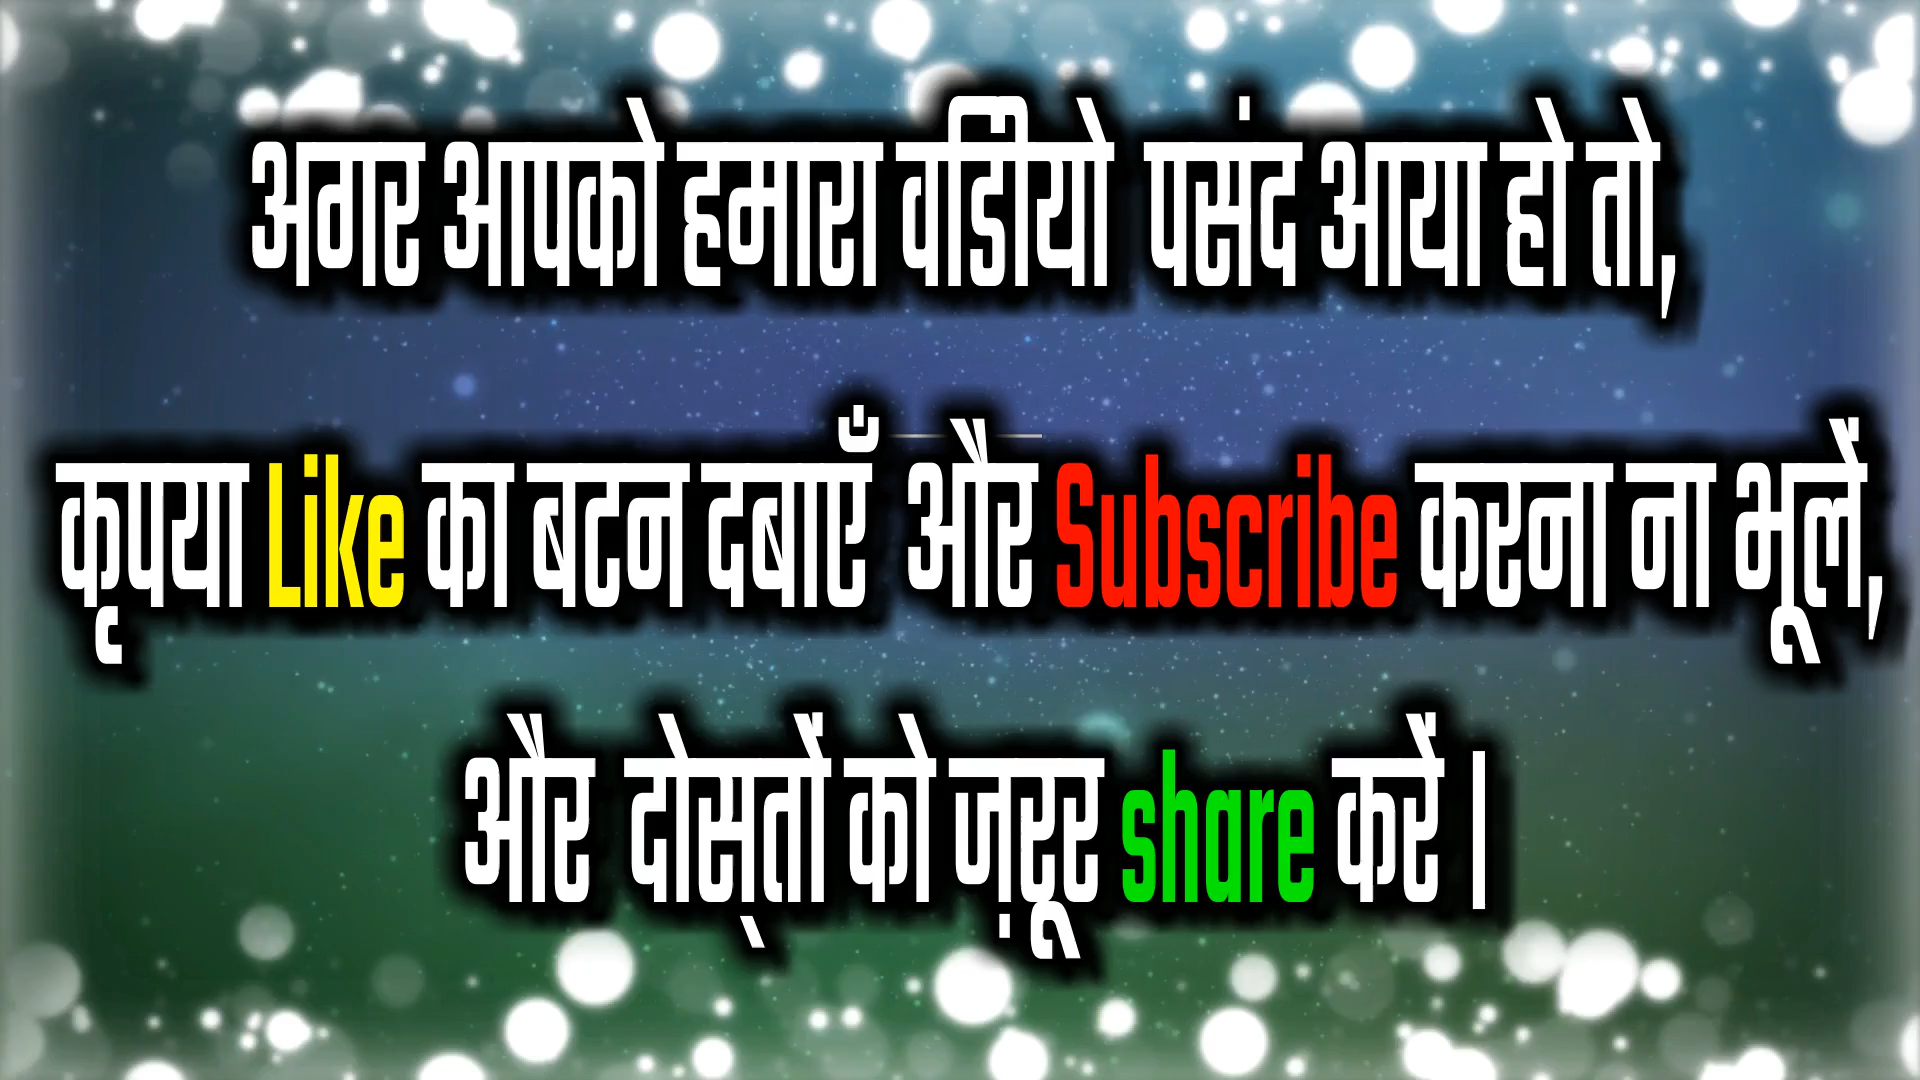 अगर आपको हमारा वडिीयो पसंद आया हो तो,
कृपया Like का बटन दबाएँ और Subscribe करना ना भूलें,
और दोस्तों को ज़रूर share करें |